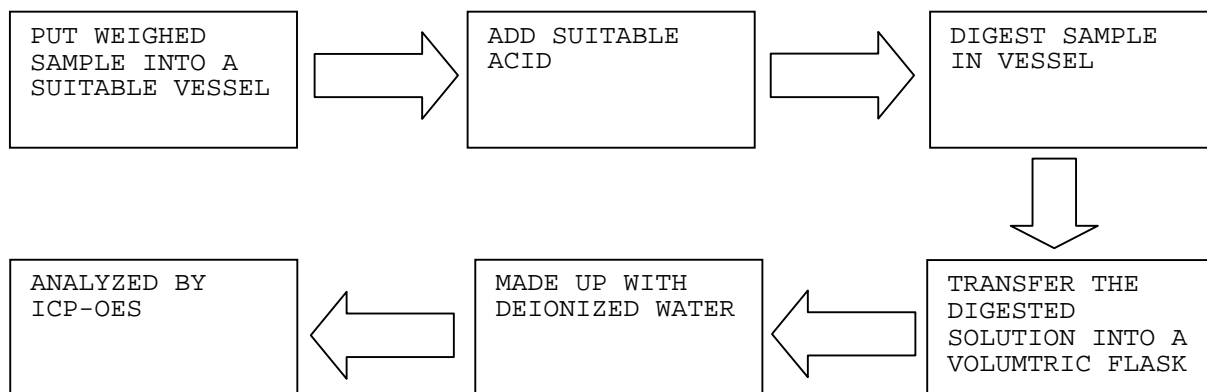 PUT WEIGHED
SAMPLE INTO A
SUITABLE VESSEL
ADD SUITABLE
ACID
DIGEST SAMPLE
IN VESSEL
TRANSFER THE
DIGESTED
SOLUTION INTO A
VOLUMTRIC FLASK
MADE UP WITH
DEIONIZED WATER
ANALYZED BY
ICP-OES